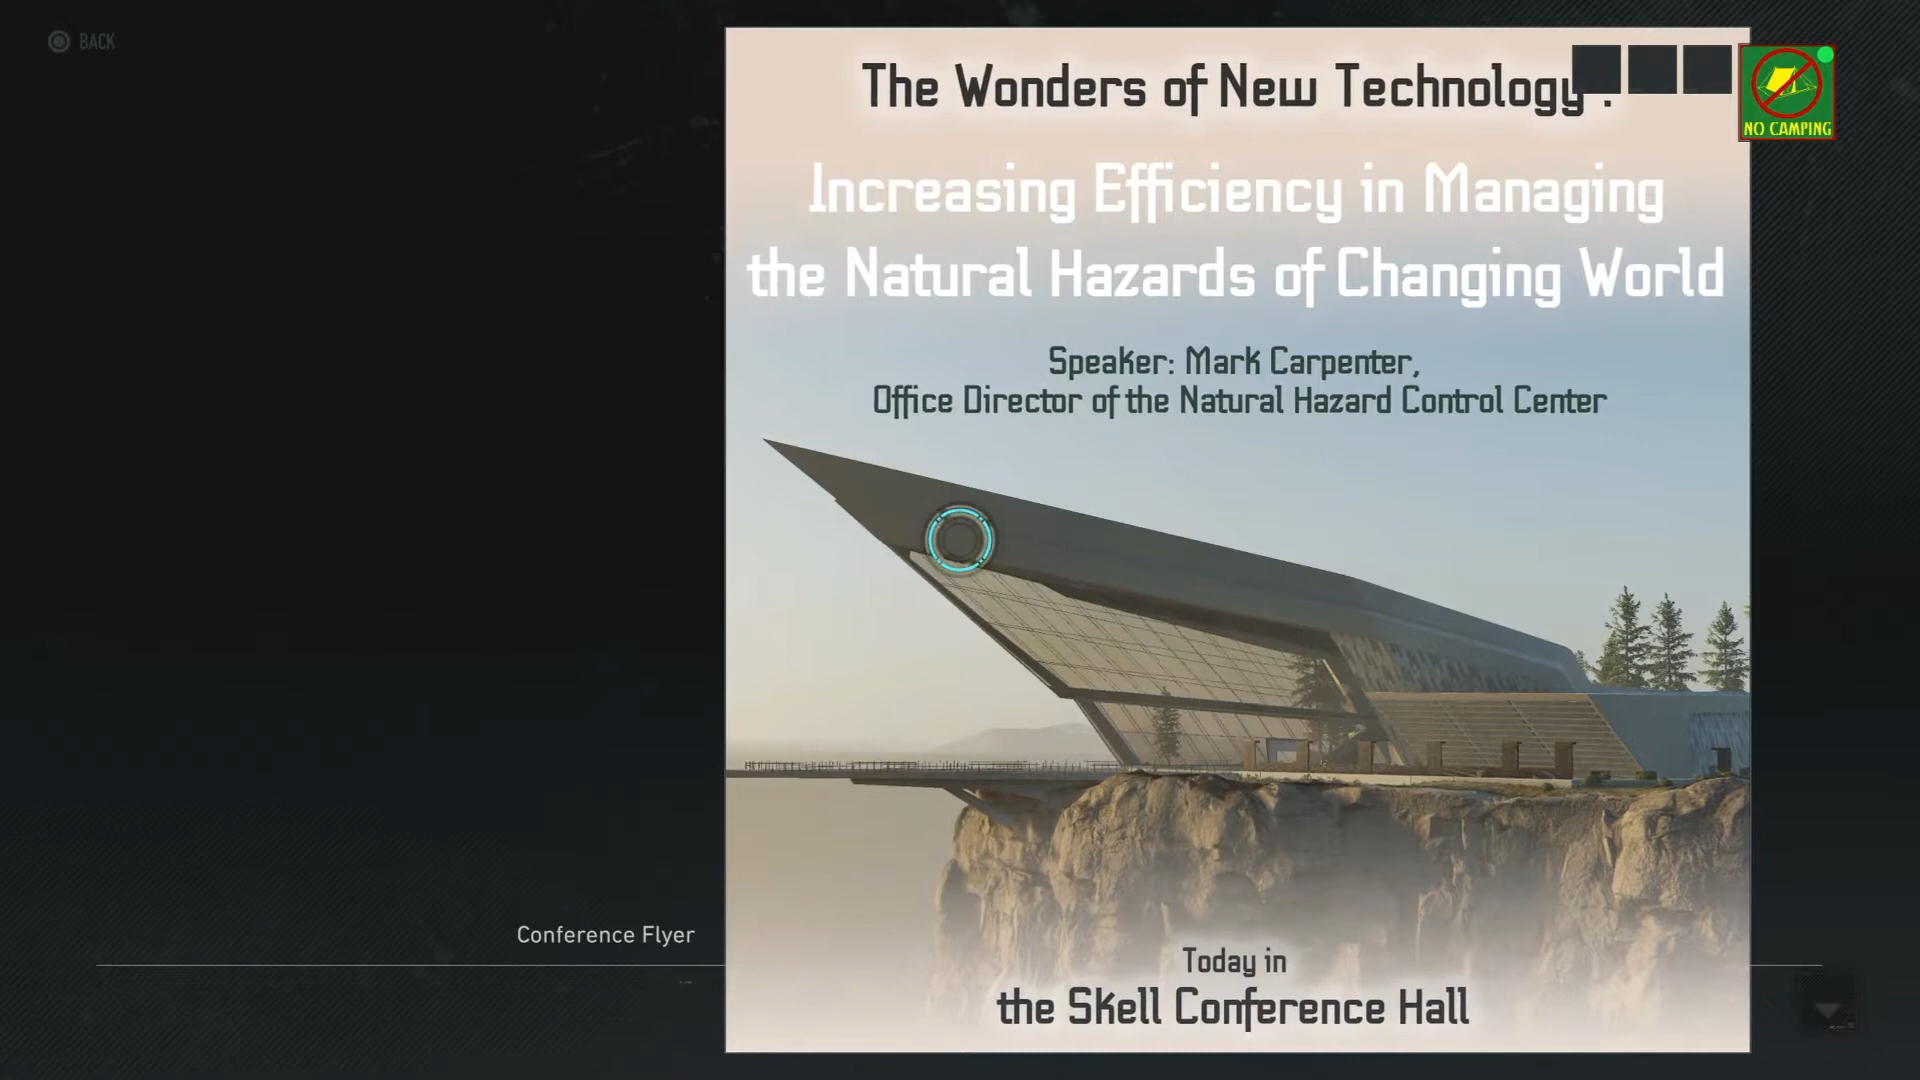 BACK
The Wonders of New Technology :
NO CAMPING
Increasing Efficiency in Managing
the Natural Hazards of Changing World
Speaker: Mark Carpenter,
Office Director of the Natural Hazard Control Center
Conference Flyer
Today in
the Skell Conference Hall